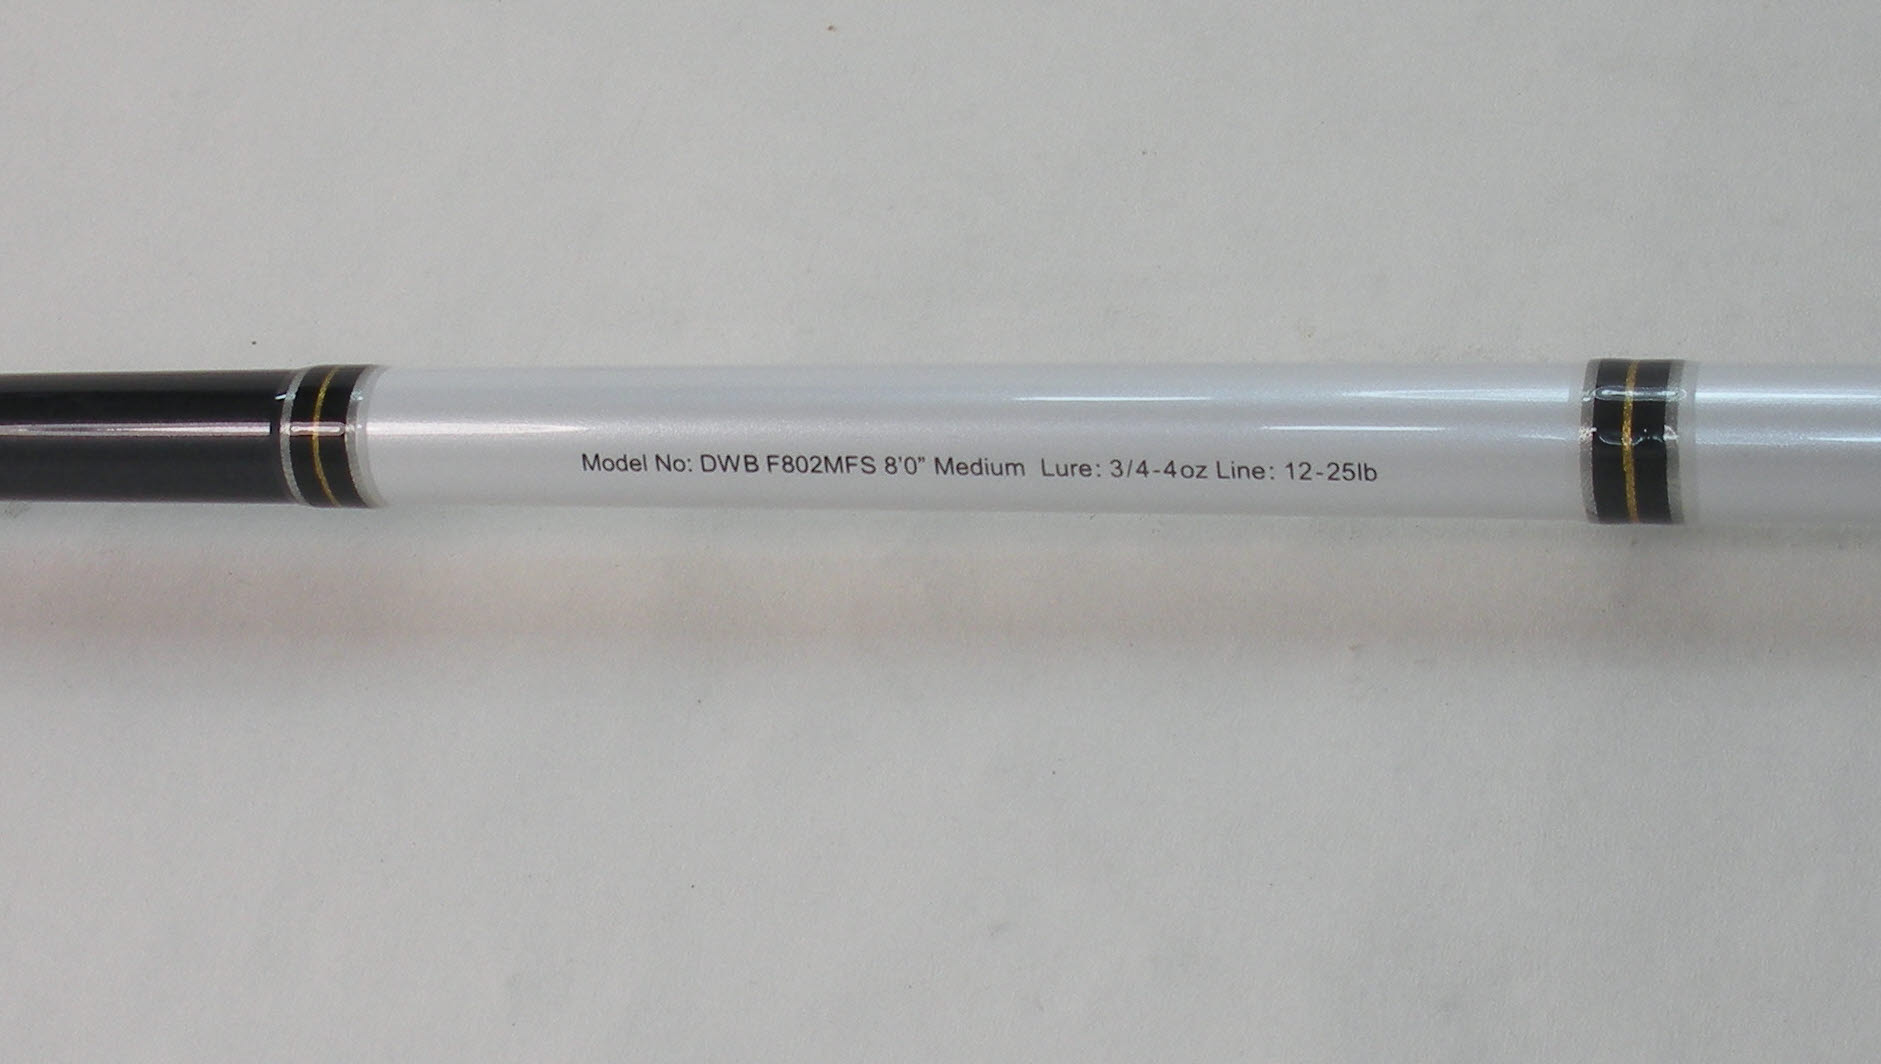 Model No: DWB F802MFS 8'0" Medium Lure: 3/4-4oz Line: 12-25lb